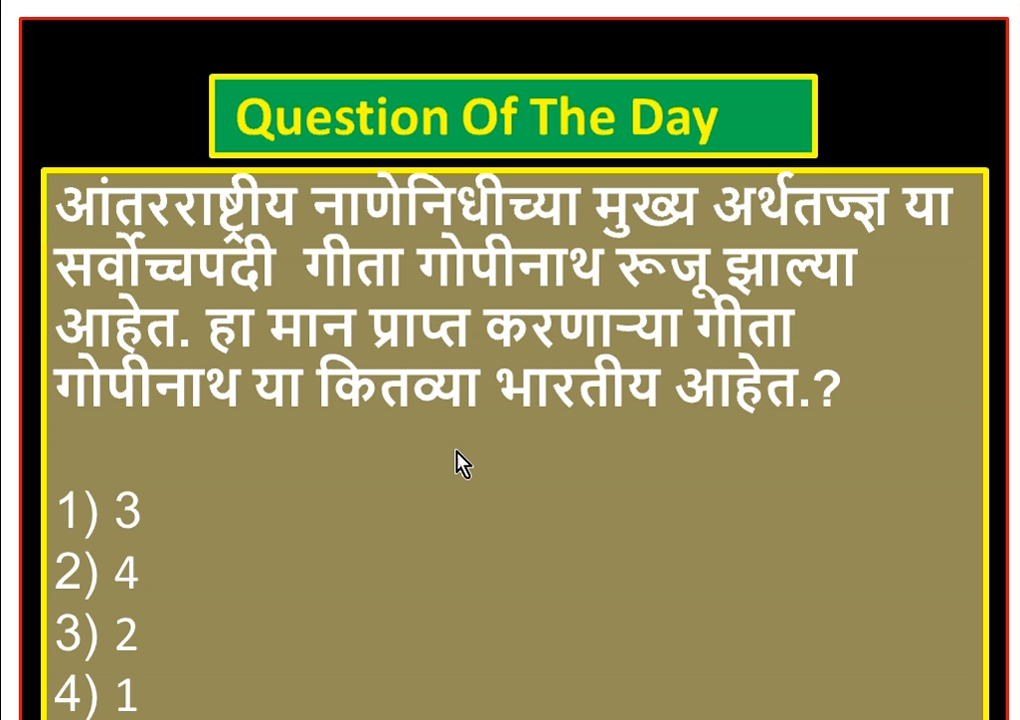 Question Of The Day
आंतरराष्ट्रीय नाणेनिधीच्या मुख्य अर्थतज्ज्ञ या
सर्वोच्चपदी गीता गोपीनाथ रूजू झाल्या
आहेत. हा मान प्राप्त करणाऱ्या गीता
गोपीनाथ या कितव्या भारतीय आहेत.?
1) 3
2) 4
3) 2
4) 1